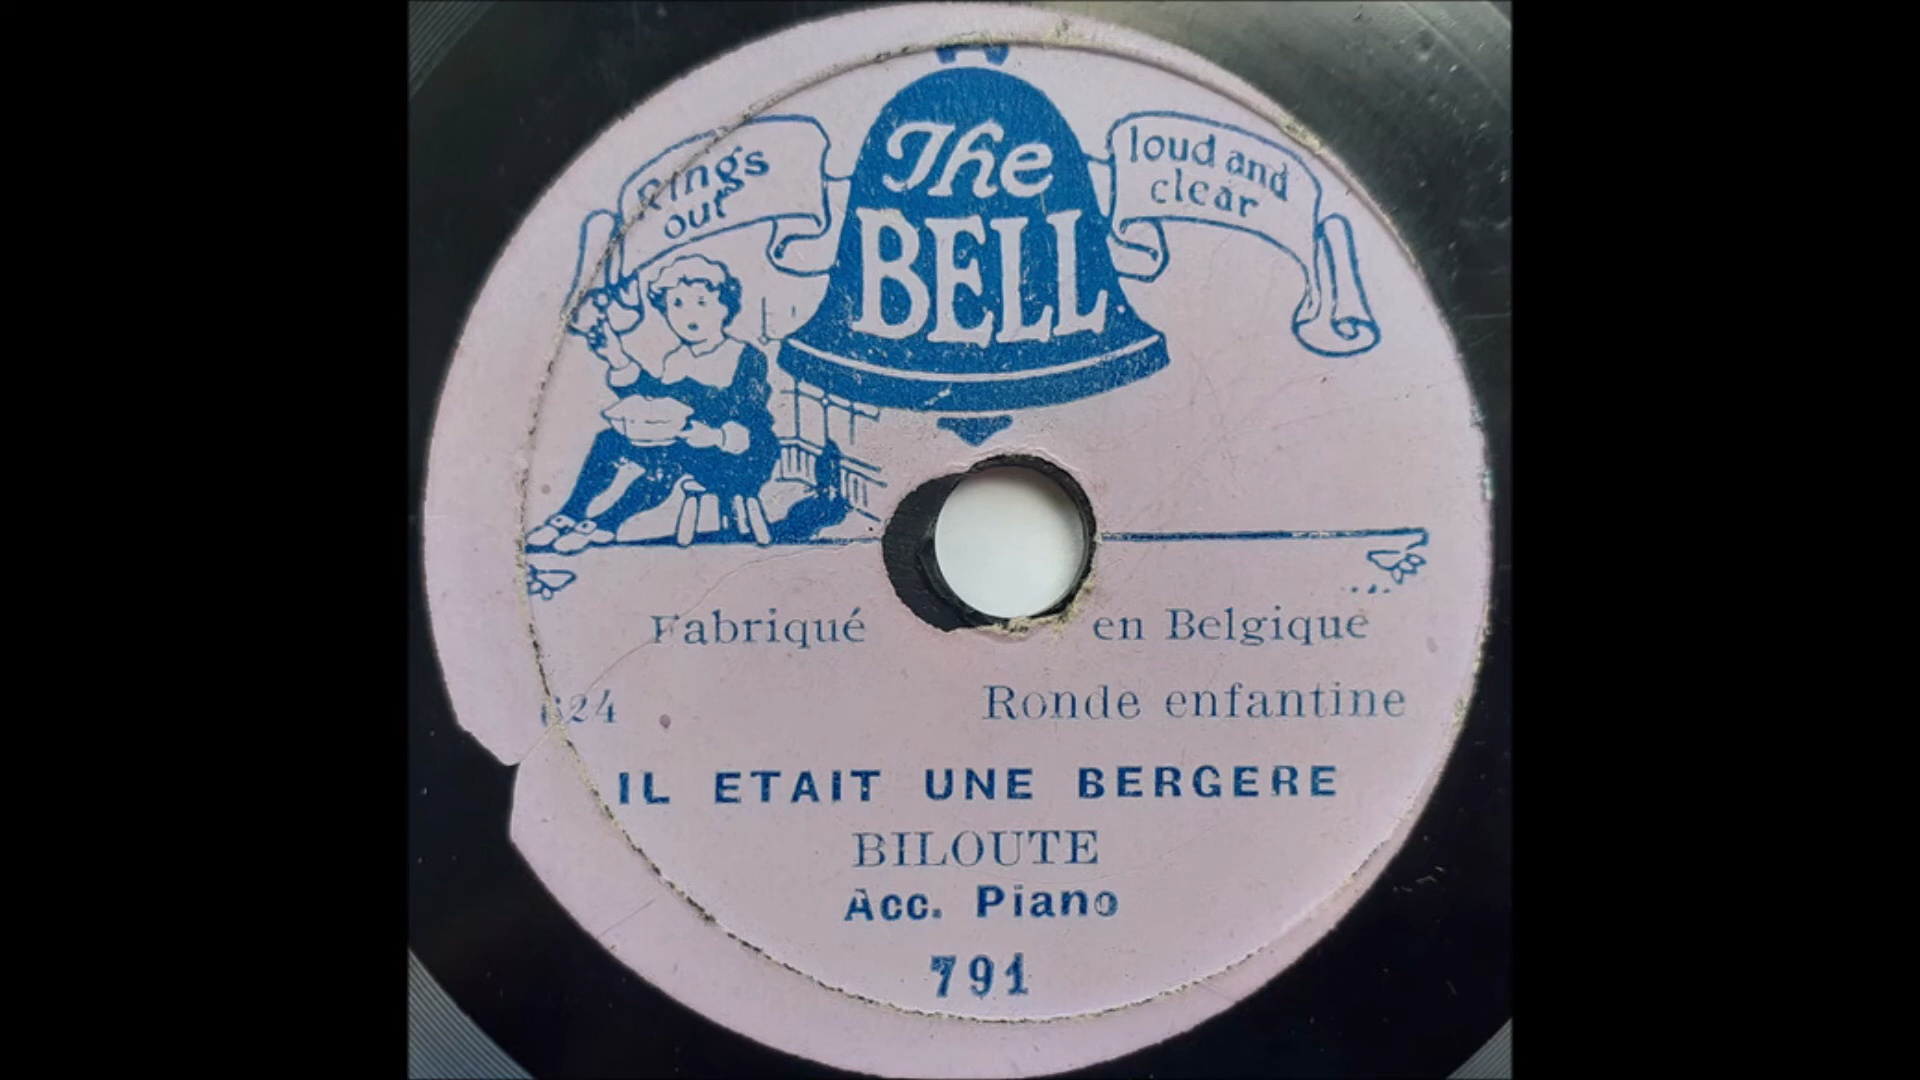 The
BELL
Rings
out
loud and
clear
Fabriqué en Belgique
624 Ronde enfantine
IL ETAIT UNE BERGERE
BILOUTE
Acc. Piano
791